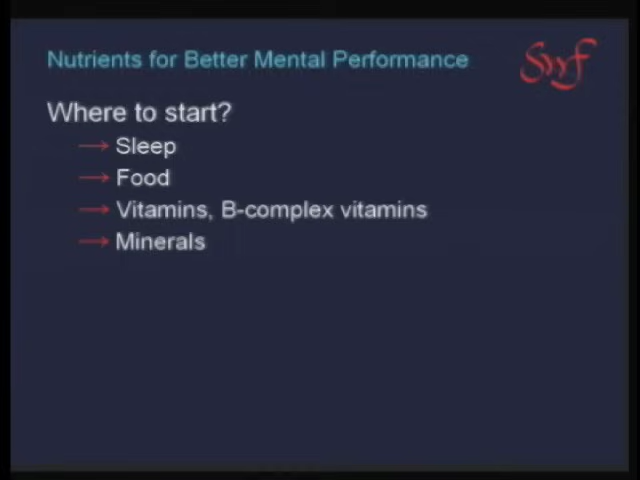 Nutrients for Better Mental Performance
Where to start?
→ Sleep
→ Food
→ Vitamins, B-complex vitamins
→ Minerals